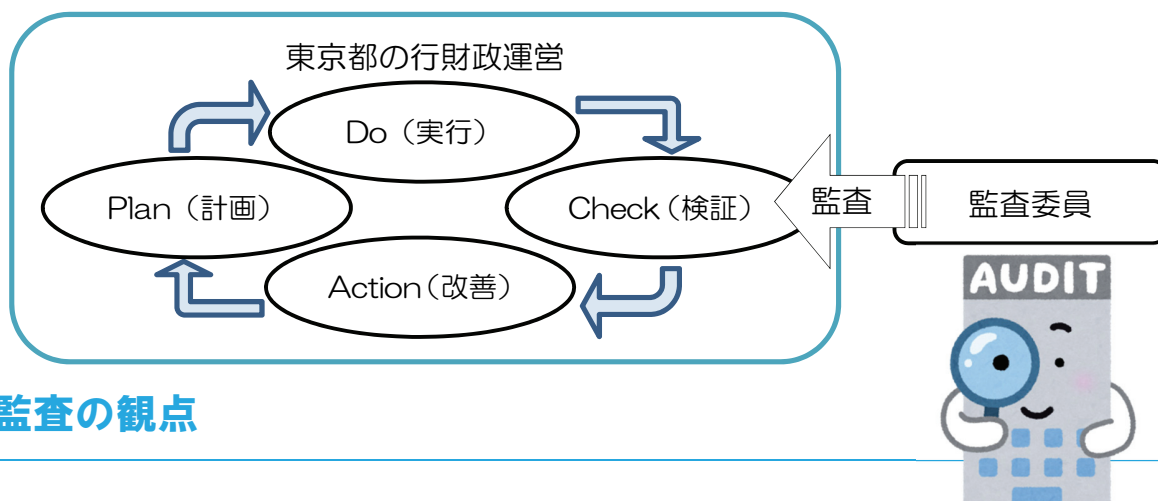 東京都の行財政運営
Do（実行）
Plan（計画）
Check（検証）
監査
監査委員
Action（改善）
AUDIT
監査の観点